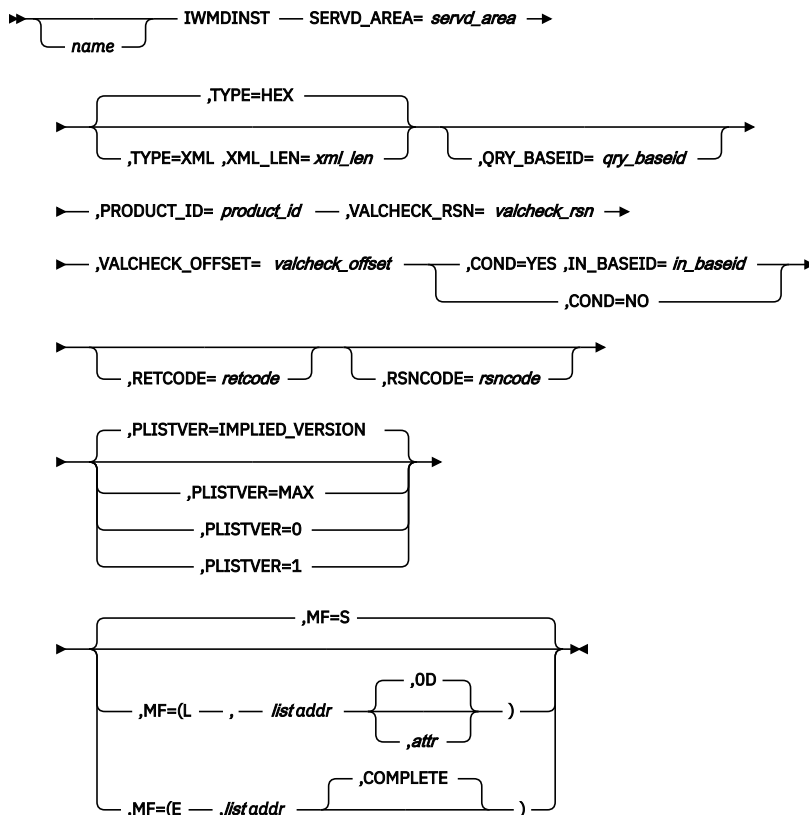 IWMDINST SERVD_AREA= servd_area
name
,TYPE=HEX
,TYPE=XML ,XML_LEN= xml_len
,QRY_BASEID= qry_baseid
,PRODUCT_ID= product_id ,VALCHECK_RSN= valcheck_rsn
,VALCHECK_OFFSET= valcheck_offset ,COND=YES ,IN_BASEID= in_baseid
,COND=NO
,RETCODE= retcode ,RSNCODE= rsncode
,PLISTVER=IMPLIED_VERSION
,PLISTVER=MAX
,PLISTVER=0
,PLISTVER=1
,MF=S
,MF=(L , list addr ,0D )
,attr
,MF=(E ,list addr ,COMPLETE )